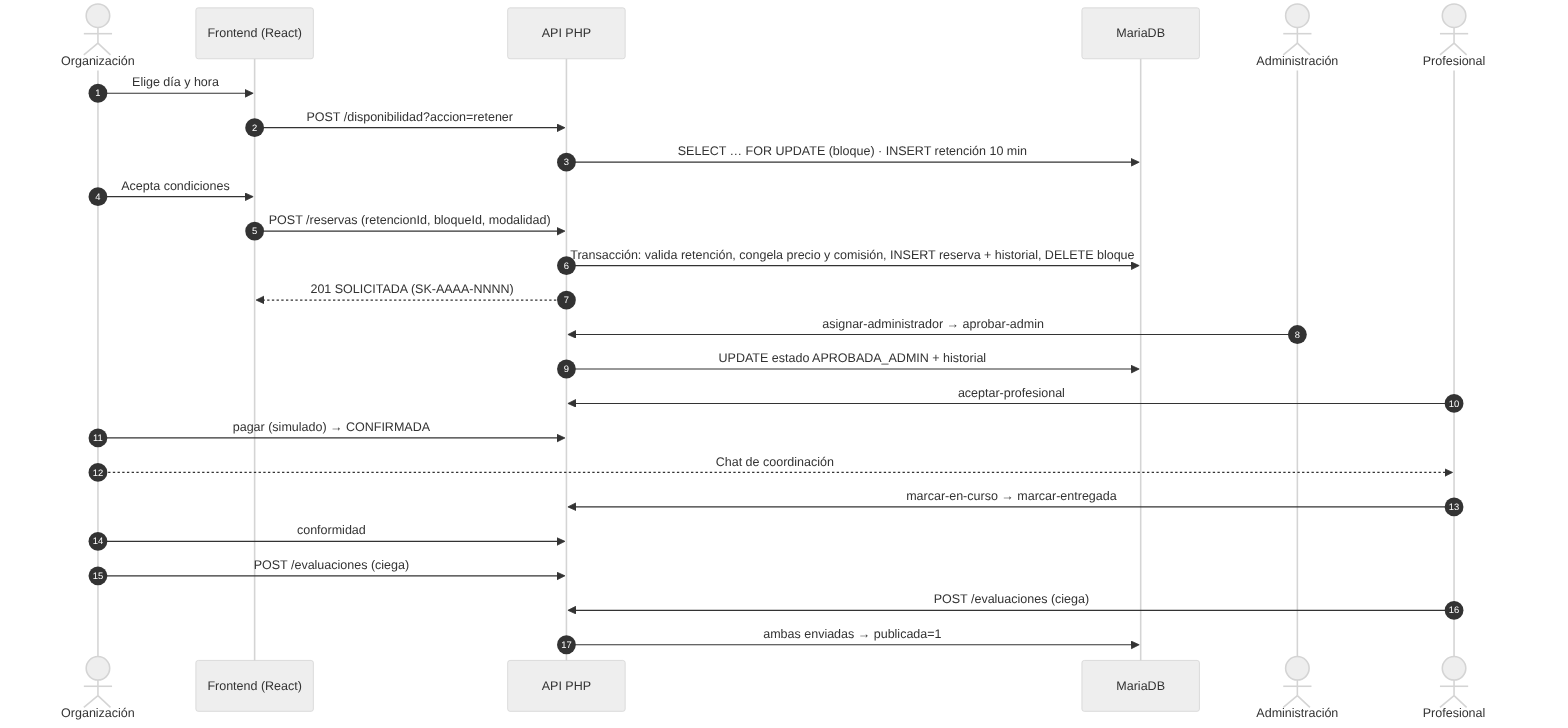 Frontend (React)
API PHP
MariaDB
Organización
Administración
Profesional
Elige día y hora
1
POST /disponibilidad?accion=retener
2
SELECT … FOR UPDATE (bloque) · INSERT retención 10 min
3
Acepta condiciones
4
POST /reservas (retencionId, bloqueId, modalidad)
5
Transacción: valida retención, congela precio y comisión, INSERT reserva + historial, DELETE bloque
6
201 SOLICITADA (SK-AAAA-NNNN)
7
asignar-administrador → aprobar-admin
8
UPDATE estado APROBADA_ADMIN + historial
9
aceptar-profesional
10
pagar (simulado) → CONFIRMADA
11
Chat de coordinación
12
marcar-en-curso → marcar-entregada
13
conformidad
14
POST /evaluaciones (ciega)
15
POST /evaluaciones (ciega)
16
ambas enviadas → publicada=1
17
Frontend (React)
API PHP
MariaDB
Organización
Administración
Profesional